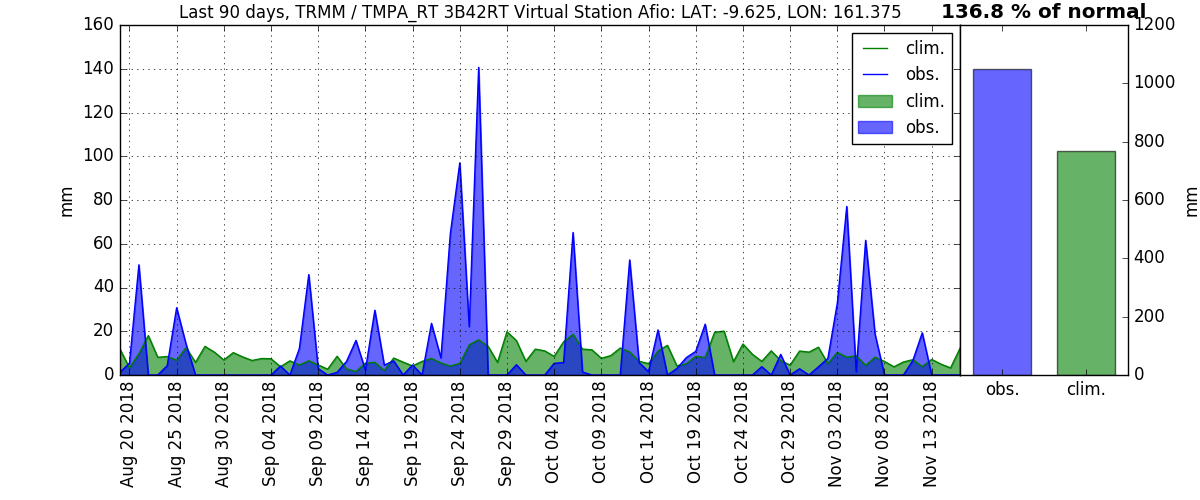 Last 90 days, TRMM / TMPA_RT 3B42RT Virtual Station Afio: LAT: -9.625, LON: 161.375
136.8 % of normal
160
140
120
100
80
60
40
20
0
mm
clim.
obs.
clim.
obs.
1200
1000
800
600
400
200
0
mm
obs.
clim.
Aug 20 2018
Aug 25 2018
Aug 30 2018
Sep 04 2018
Sep 09 2018
Sep 14 2018
Sep 19 2018
Sep 24 2018
Sep 29 2018
Oct 04 2018
Oct 09 2018
Oct 14 2018
Oct 19 2018
Oct 24 2018
Oct 29 2018
Nov 03 2018
Nov 08 2018
Nov 13 2018